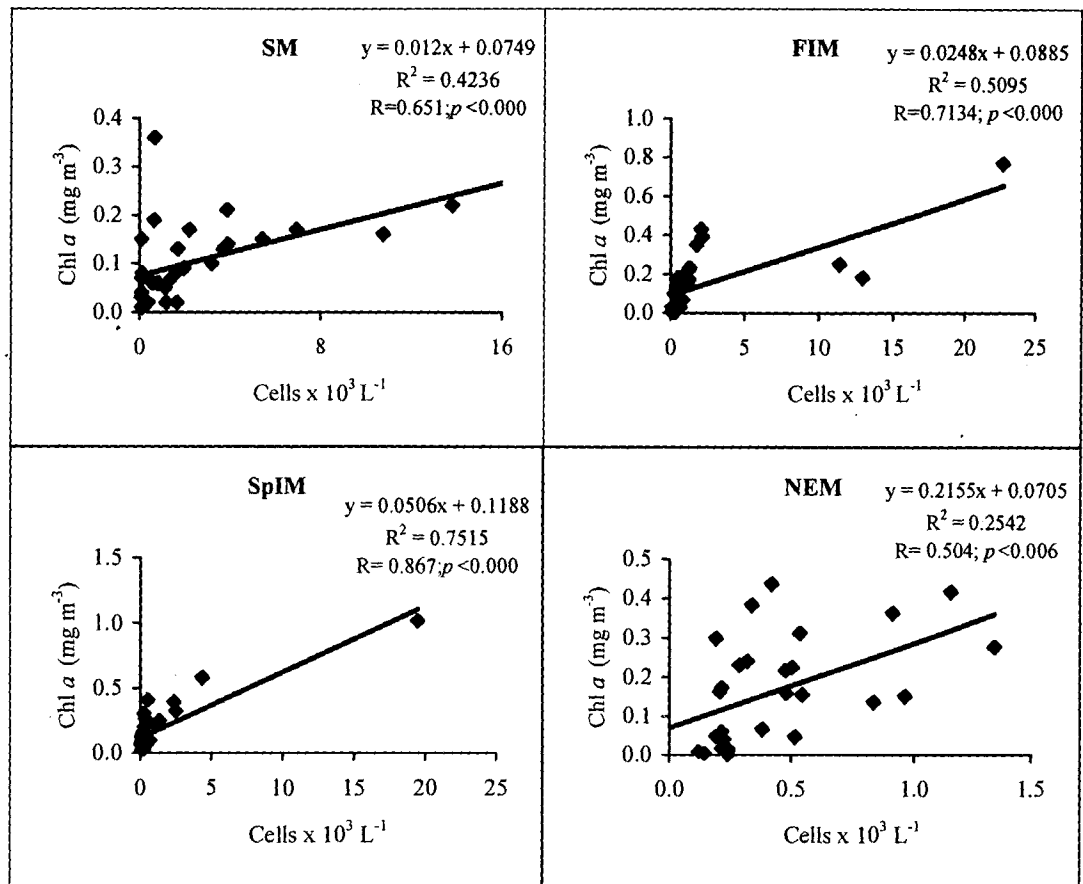 SM
y = 0.012x + 0.0749
R² = 0.4236
R=0.651;p <0.000
0.4
0.3
0.2
0.1
0.0
Chl a (mg m⁻³)
0 8 16
Cells x 10³ L⁻¹
FIM
y = 0.0248x + 0.0885
R² = 0.5095
R=0.7134; p <0.000
1.0
0.8
0.6
0.4
0.2
0.0
Chl a (mg m⁻³)
0 5 10 15 20 25
Cells x 10³ L⁻¹
SpIM
y = 0.0506x + 0.1188
R² = 0.7515
R= 0.867;p <0.000
1.5
1.0
0.5
0.0
Chl a (mg m⁻³)
0 5 10 15 20 25
Cells x 10³ L⁻¹
NEM
y = 0.2155x + 0.0705
R² = 0.2542
R= 0.504; p <0.006
0.5
0.4
0.3
0.2
0.1
0.0
Chl a (mg m⁻³)
0.0 0.5 1.0 1.5
Cells x 10³ L⁻¹